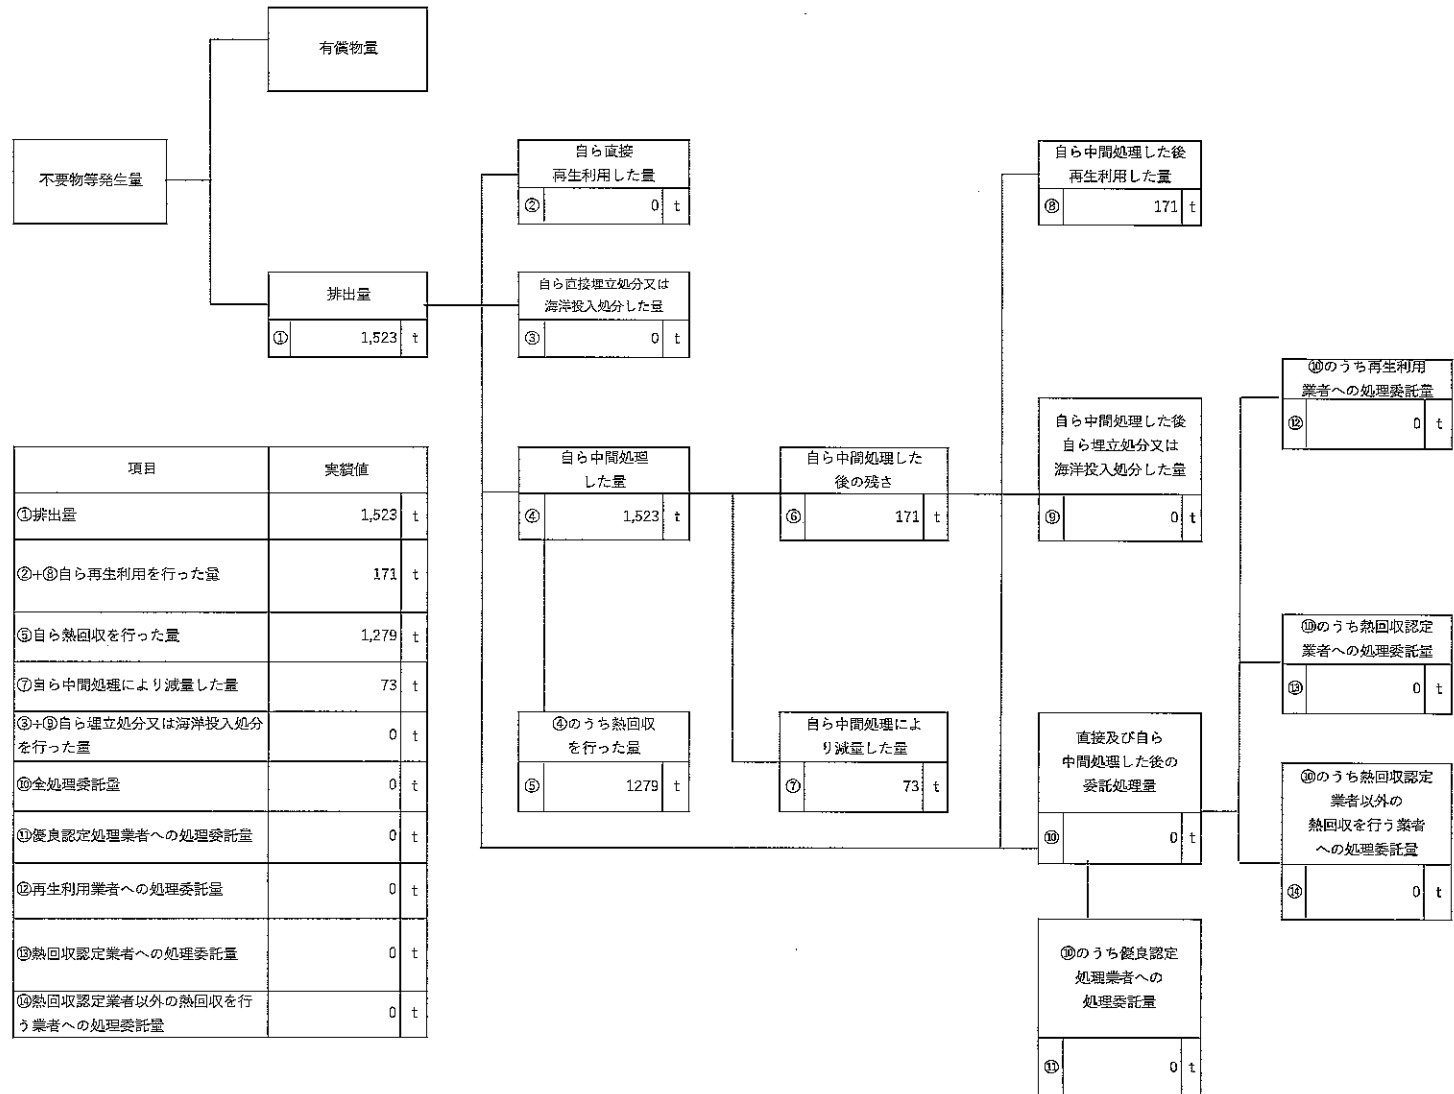 有償物量
不要物等発生量
排出量
① 1,523 t
自ら直接
再生利用した量
② 0 t
自ら直接埋立処分又は
海洋投入処分した量
③ 0 t
自ら中間処理
した量
④ 1,523 t
④のうち熱回収
を行った量
⑤ 1279 t
自ら中間処理した
後の残さ
⑥ 171 t
自ら中間処理によ
り減量した量
⑦ 73 t
自ら中間処理した後
再生利用した量
⑧ 171 t
自ら中間処理した後
自ら埋立処分又は
海洋投入処分した量
⑨ 0 t
直接及び自ら
中間処理した後の
委託処理量
⑩ 0 t
⑩のうち優良認定
処理業者への
処理委託量
⑪ 0 t
⑩のうち再生利用
業者への処理委託量
⑫ 0 t
⑩のうち熱回収認定
業者への処理委託量
⑬ 0 t
⑩のうち熱回収認定
業者以外の
熱回収を行う業者
への処理委託量
⑭ 0 t
項目 実績値
①排出量 1,523 t
②+⑧自ら再生利用を行った量 171 t
⑤自ら熱回収を行った量 1,279 t
⑦自ら中間処理により減量した量 73 t
③+⑨自ら埋立処分又は海洋投入処分
を行った量 0 t
⑩全処理委託量 0 t
⑪優良認定処理業者への処理委託量 0 t
⑫再生利用業者への処理委託量 0 t
⑬熱回収認定業者への処理委託量 0 t
⑭熱回収認定業者以外の熱回収を行
う業者への処理委託量 0 t